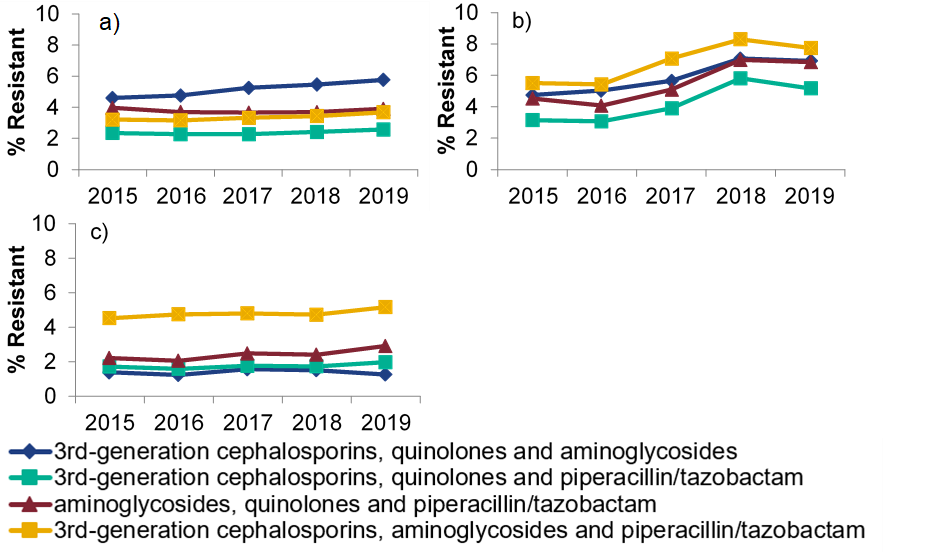 a)
% Resistant
10
8
6
4
2
0
2015 2016 2017 2018 2019
b)
% Resistant
10
8
6
4
2
0
2015 2016 2017 2018 2019
c)
% Resistant
10
8
6
4
2
0
2015 2016 2017 2018 2019
3rd-generation cephalosporins, quinolones and aminoglycosides
3rd-generation cephalosporins, quinolones and piperacillin/tazobactam
aminoglycosides, quinolones and piperacillin/tazobactam
3rd-generation cephalosporins, aminoglycosides and piperacillin/tazobactam